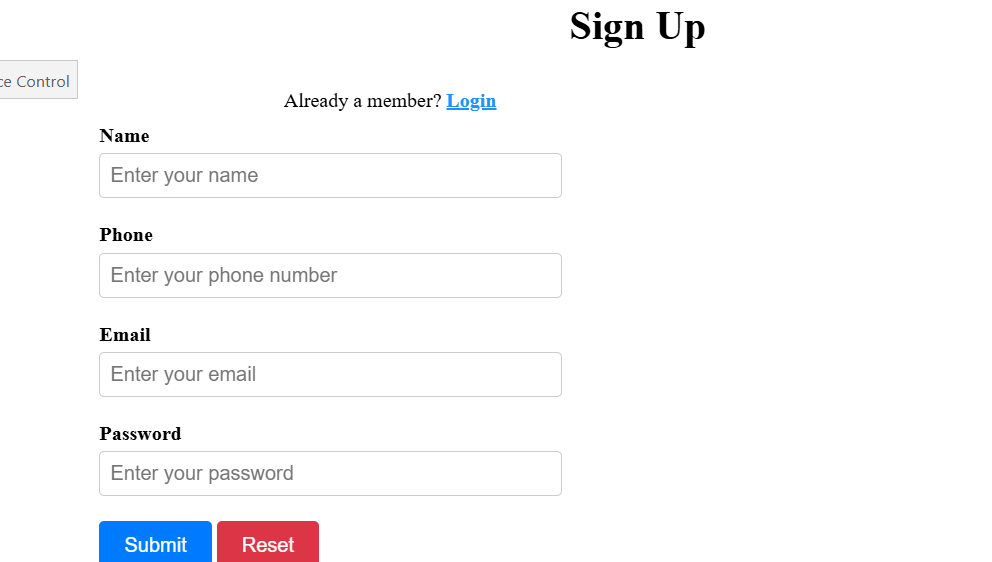 Sign Up
Control
Already a member? Login
Name
Enter your name
Phone
Enter your phone number
Email
Enter your email
Password
Enter your password
Submit Reset